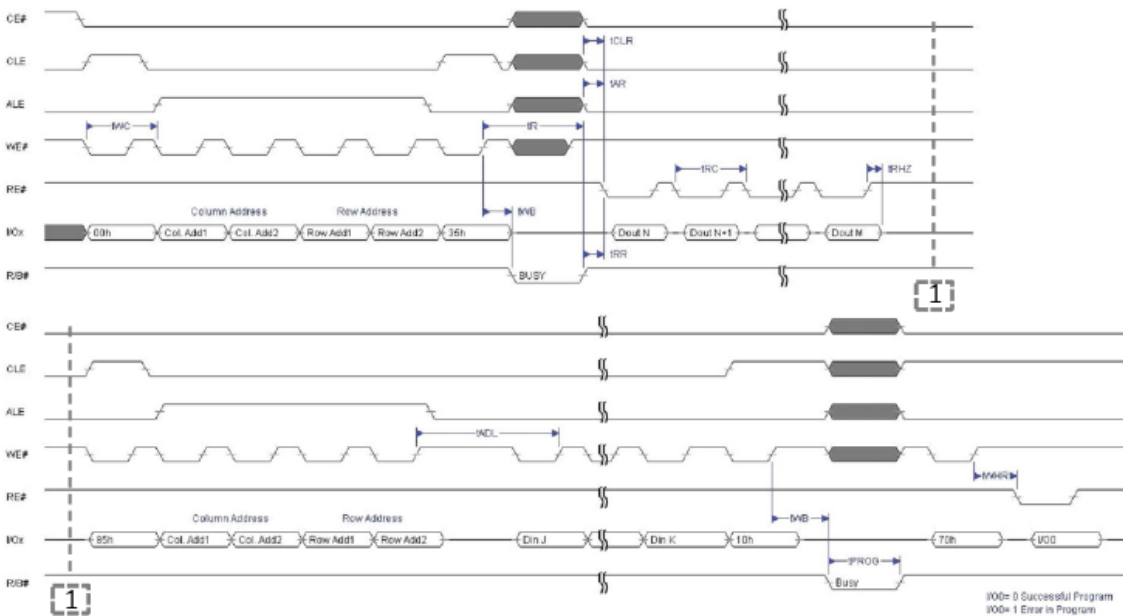 CE#
tCLR
CLE
tAR
ALE
tWC
tR
WE#
tRC
tRHZ
RE#
Column Address Row Address
tWB
I/Ox 00h Col. Add1 Col. Add2 Row Add1 Row Add2 35h Dout N Dout N+1 Dout M
tRR
R/B# BUSY
1
CE#
CLE
ALE
tADL
WE#
tWHR
RE#
Column Address Row Address
tWB
I/Ox 85h Col. Add1 Col. Add2 Row Add1 Row Add2 Din J Din K 10h 70h I/O0
tPROG
R/B# Busy
1
I/O0= 0 Successful Program
I/O0= 1 Error in Program